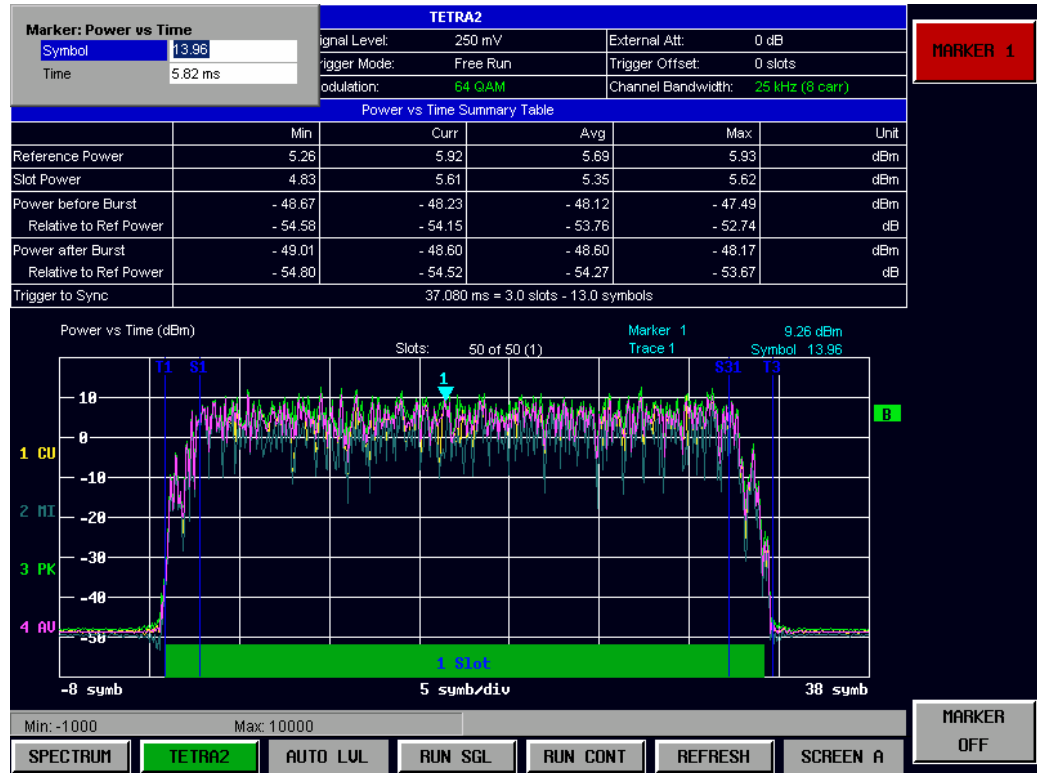 TETRA2
Marker: Power vs Time
Symbol 13.96
Time 5.82 ms
ignal Level: 250 mV External Att: 0 dB
rigger Mode: Free Run Trigger Offset: 0 slots
odulation: 64 QAM Channel Bandwidth: 25 kHz (8 carr)
MARKER 1
Power vs Time Summary Table
Min Curr Avg Max Unit
Reference Power 5.26 5.92 5.69 5.93 dBm
Slot Power 4.83 5.61 5.35 5.62 dBm
Power before Burst - 48.67 - 48.23 - 48.12 - 47.49 dBm
Relative to Ref Power - 54.58 - 54.15 - 53.76 - 52.74 dB
Power after Burst - 49.01 - 48.60 - 48.60 - 48.17 dBm
Relative to Ref Power - 54.80 - 54.52 - 54.27 - 53.67 dB
Trigger to Sync 37.080 ms = 3.0 slots - 13.0 symbols
Power vs Time (dBm) Marker 1 9.26 dBm
Slots: 50 of 50 (1) Trace 1 Symbol 13.96
T1 S1 S31 T3
1
10
B
0
1 CU
-10
2 MI
-20
-30
3 PK
-40
4 AV
-50
1 Slot
-8 symb 5 symb/div 38 symb
Min: -1000 Max: 10000
MARKER
OFF
SPECTRUM TETRA2 AUTO LVL RUN SGL RUN CONT REFRESH SCREEN A